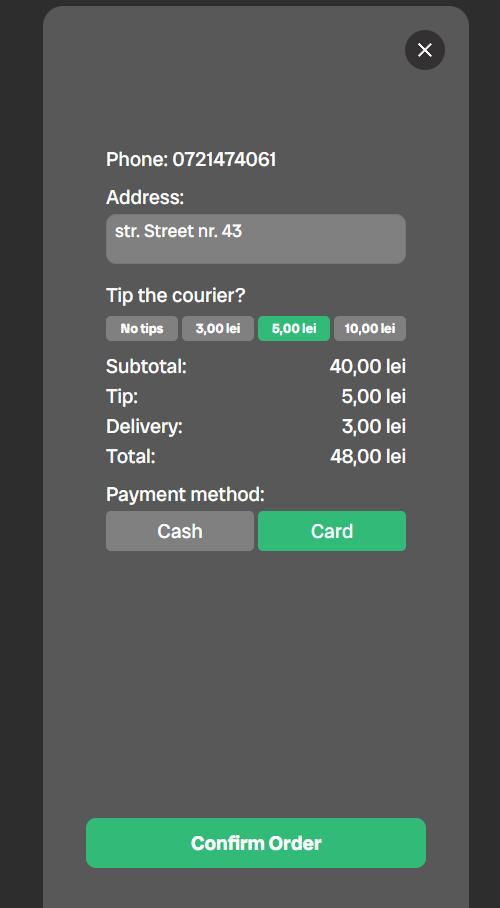 Phone: 0721474061
Address:
str. Street nr. 43
Tip the courier?
No tips 3,00 lei 5,00 lei 10,00 lei
Subtotal: 40,00 lei
Tip: 5,00 lei
Delivery: 3,00 lei
Total: 48,00 lei
Payment method:
Cash Card
Confirm Order